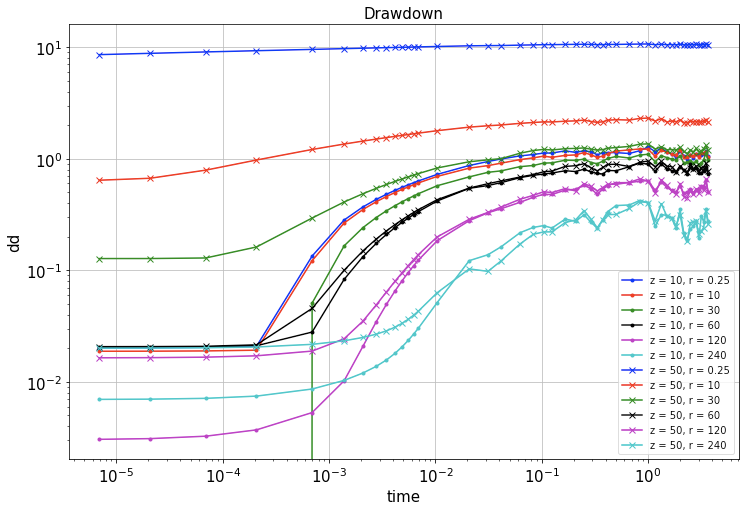 Drawdown
dd
10¹
10⁰
10⁻¹
10⁻²
z = 10, r = 0.25
z = 10, r = 10
z = 10, r = 30
z = 10, r = 60
z = 10, r = 120
z = 10, r = 240
z = 50, r = 0.25
z = 50, r = 10
z = 50, r = 30
z = 50, r = 60
z = 50, r = 120
z = 50, r = 240
10⁻⁵ 10⁻⁴ 10⁻³ 10⁻² 10⁻¹ 10⁰
time